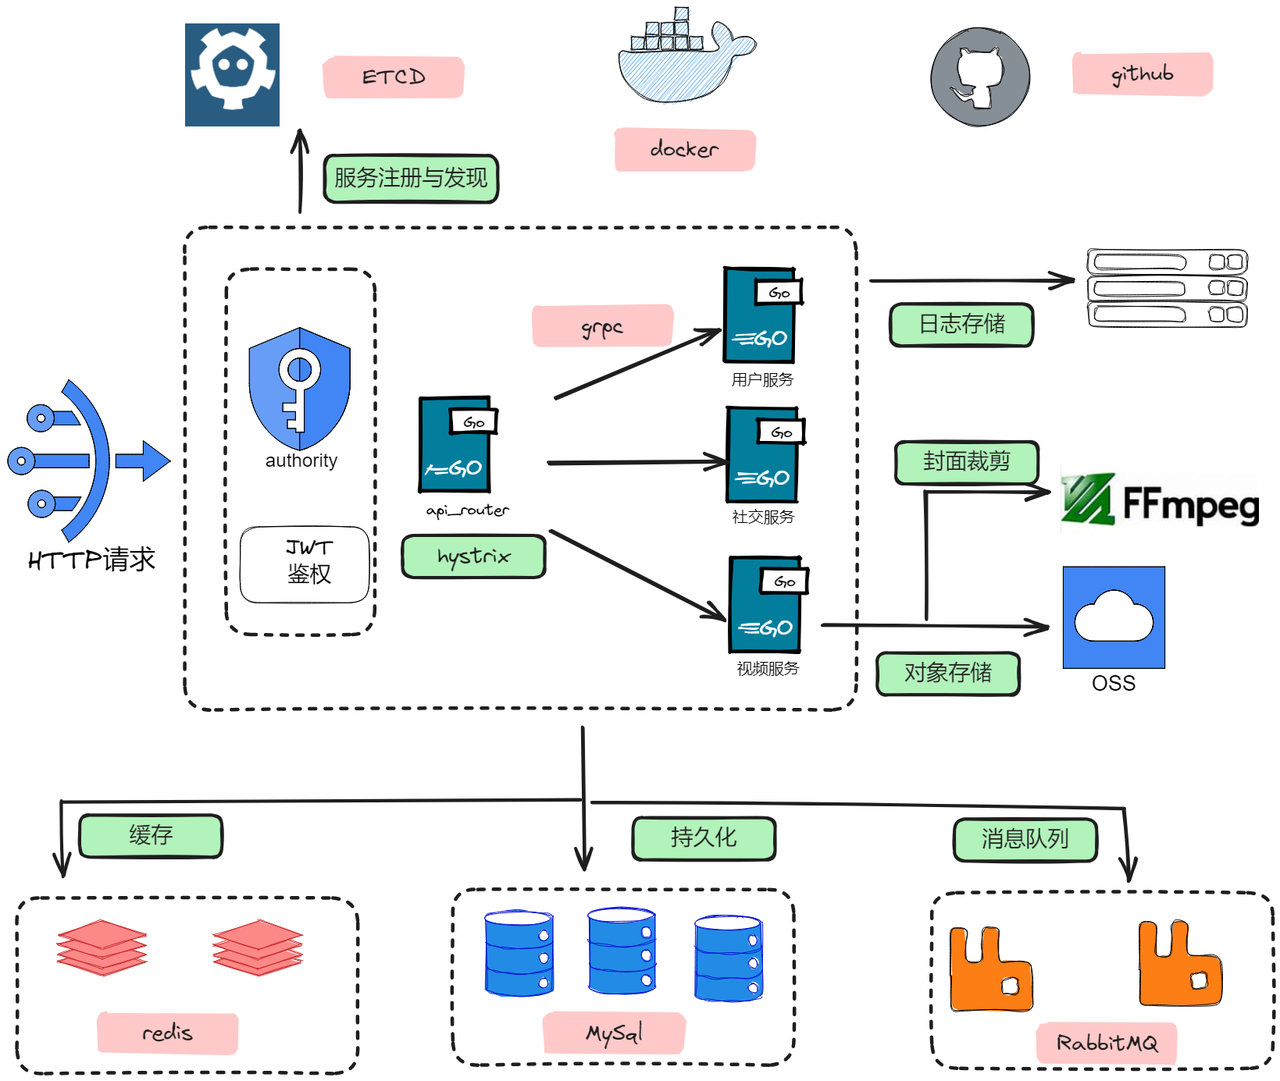 ETCD
docker
github
服务注册与发现
GO
GO
grpc
用户服务
日志存储
authority
GO
GO
api_router
GO
GO
社交服务
封面裁剪
FFmpeg
HTTP请求
JWT
鉴权
hystrix
GO
GO
视频服务
对象存储
OSS
缓存
持久化
消息队列
redis
MySql
RabbitMQ